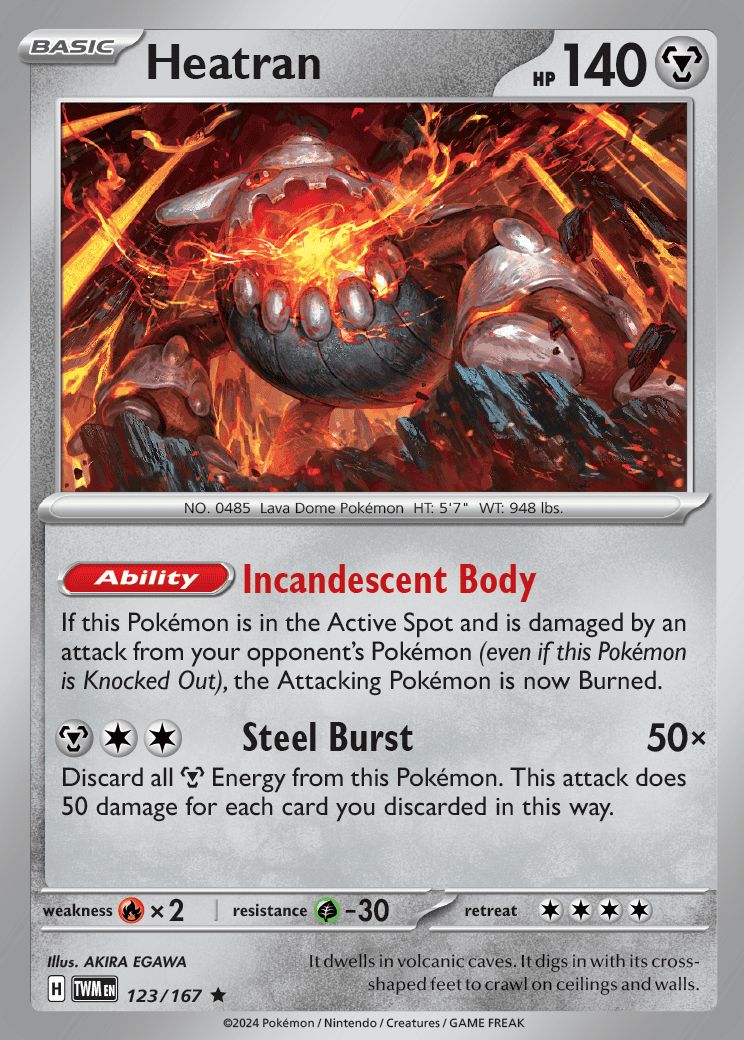 BASIC
Heatran
HP 140
NO. 0485 Lava Dome Pokémon HT: 5'7" WT: 948 lbs.
Ability Incandescent Body
If this Pokémon is in the Active Spot and is damaged by an
attack from your opponent's Pokémon (even if this Pokémon
is Knocked Out), the Attacking Pokémon is now Burned.
Steel Burst 50×
Discard all Energy from this Pokémon. This attack does
50 damage for each card you discarded in this way.
weakness ×2 resistance -30 retreat
Illus. AKIRA EGAWA
H TWM EN 123/167 ★
It dwells in volcanic caves. It digs in with its cross-
shaped feet to crawl on ceilings and walls.
©2024 Pokémon / Nintendo / Creatures / GAME FREAK